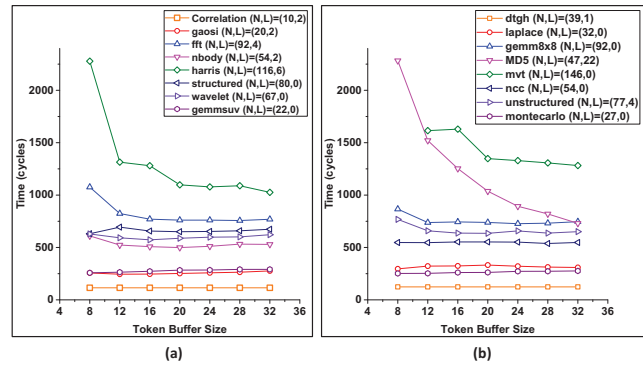 Correlation (N,L)=(10,2)
gaosi (N,L)=(20,2)
fft (N,L)=(92,4)
nbody (N,L)=(54,2)
harris (N,L)=(116,6)
structured (N,L)=(80,0)
wavelet (N,L)=(67,0)
gemmsuv (N,L)=(22,0)
2000
1500
1000
500
0
Time (cycles)
4 8 12 16 20 24 28 32 36
Token Buffer Size
(a)
dtgh (N,L)=(39,1)
laplace (N,L)=(32,0)
gemm8x8 (N,L)=(92,0)
MD5 (N,L)=(47,22)
mvt (N,L)=(146,0)
ncc (N,L)=(54,0)
unstructured (N,L)=(77,4)
montecarlo (N,L)=(27,0)
2000
1500
1000
500
0
Time (cycles)
4 8 12 16 20 24 28 32 36
Token Buffer Size
(b)